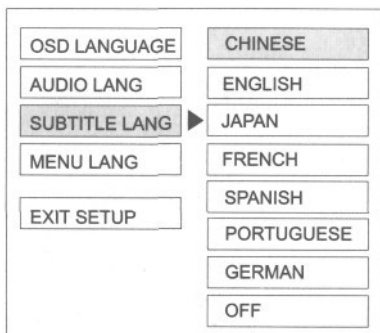 OSD LANGUAGE
AUDIO LANG
SUBTITLE LANG
MENU LANG
EXIT SETUP
CHINESE
ENGLISH
JAPAN
FRENCH
SPANISH
PORTUGUESE
GERMAN
OFF